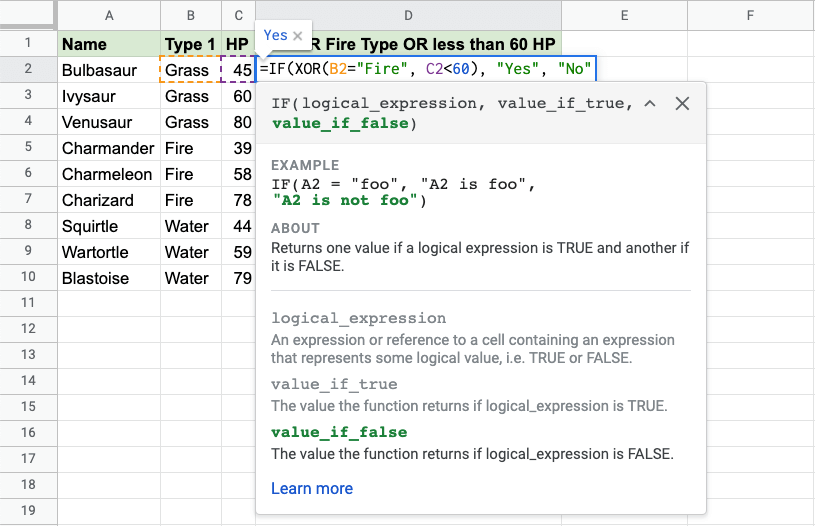 A B C D E F
Yes ×
1 Name Type 1 HP R Fire Type OR less than 60 HP
2 Bulbasaur Grass 45 =IF(XOR(B2="Fire", C2<60), "Yes", "No"
3 Ivysaur Grass 60
4 Venusaur Grass 80
5 Charmander Fire 39
6 Charmeleon Fire 58
7 Charizard Fire 78
8 Squirtle Water 44
9 Wartortle Water 59
10 Blastoise Water 79
11
12
13
14
15
16
17
18
19
IF(logical_expression, value_if_true,
value_if_false)
EXAMPLE
IF(A2 = "foo", "A2 is foo",
"A2 is not foo")
ABOUT
Returns one value if a logical expression is TRUE and another if
it is FALSE.
logical_expression
An expression or reference to a cell containing an expression
that represents some logical value, i.e. TRUE or FALSE.
value_if_true
The value the function returns if logical_expression is TRUE.
value_if_false
The value the function returns if logical_expression is FALSE.
Learn more